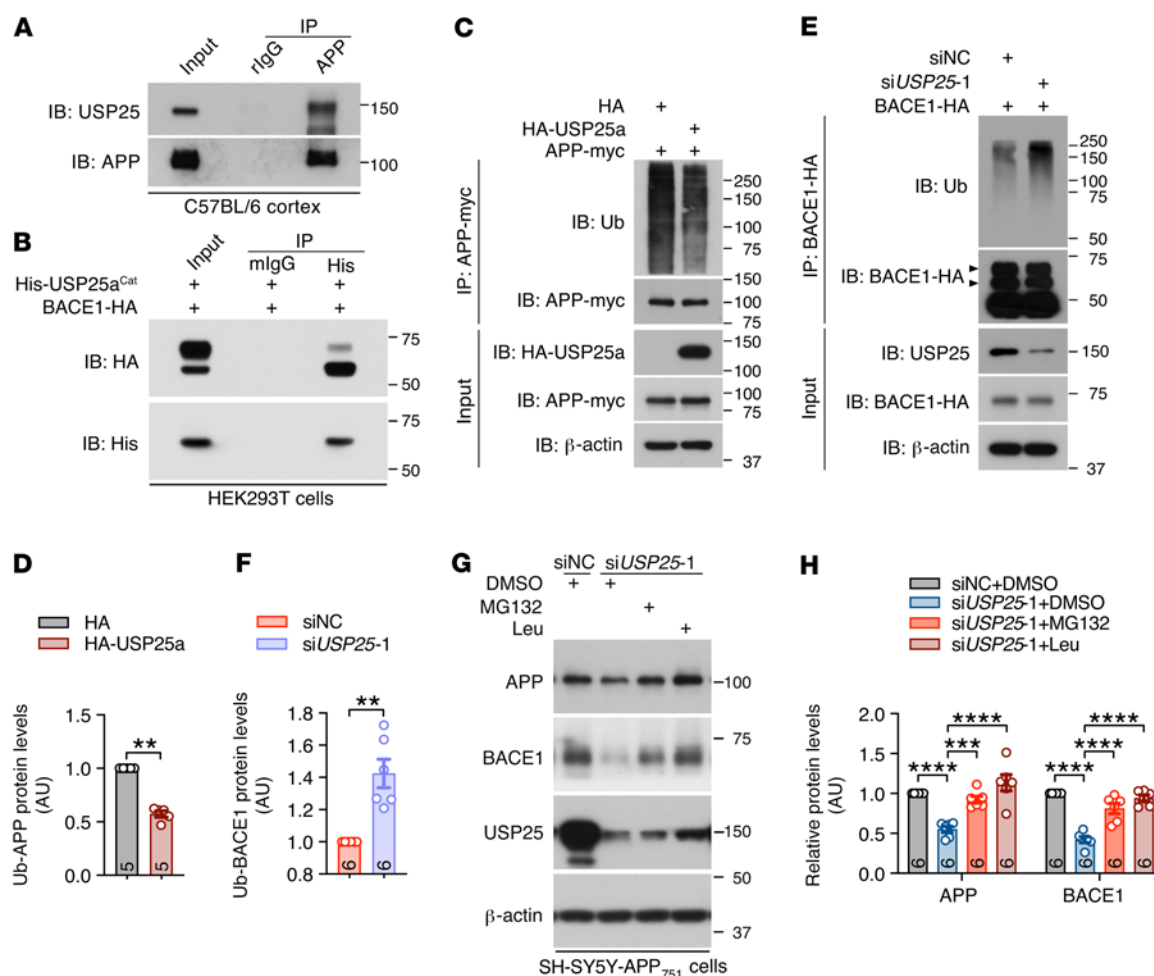 A
IP
Input
rIgG
APP
IB: USP25
150
IB: APP
100
C57BL/6 cortex
B
IP
Input
mIgG
His
His-USP25aCat
+ + +
BACE1-HA
+ + +
IB: HA
75
50
IB: His
75
50
HEK293T cells
C
HA +
HA-USP25a +
APP-myc + +
IP: APP-myc
IB: Ub
250
150
100
75
IB: APP-myc
150
100
75
Input
IB: HA-USP25a
150
100
IB: APP-myc
100
75
IB: β-actin
37
E
siNC +
siUSP25-1 +
BACE1-HA + +
IP: BACE1-HA
IB: Ub
250
150
100
75
50
IB: BACE1-HA
75
50
Input
IB: USP25
150
IB: BACE1-HA
75
IB: β-actin
37
D
HA
HA-USP25a
Ub-APP protein levels
(AU)
1.5
1.0
0.5
0.0
**
5 5
F
siNC
siUSP25-1
Ub-BACE1 protein levels
(AU)
1.8
1.6
1.4
1.2
1.0
0.8
**
6 6
G
siNC siUSP25-1
DMSO + +
MG132 +
Leu +
APP
100
BACE1
75
USP25
150
50
β-actin
37
SH-SY5Y-APP751 cells
H
siNC+DMSO
siUSP25-1+DMSO
siUSP25-1+MG132
siUSP25-1+Leu
Relative protein levels
(AU)
2.0
1.5
1.0
0.5
0.0
**** *** ****
**** **** ****
6 6 6 6 6 6 6 6
APP BACE1